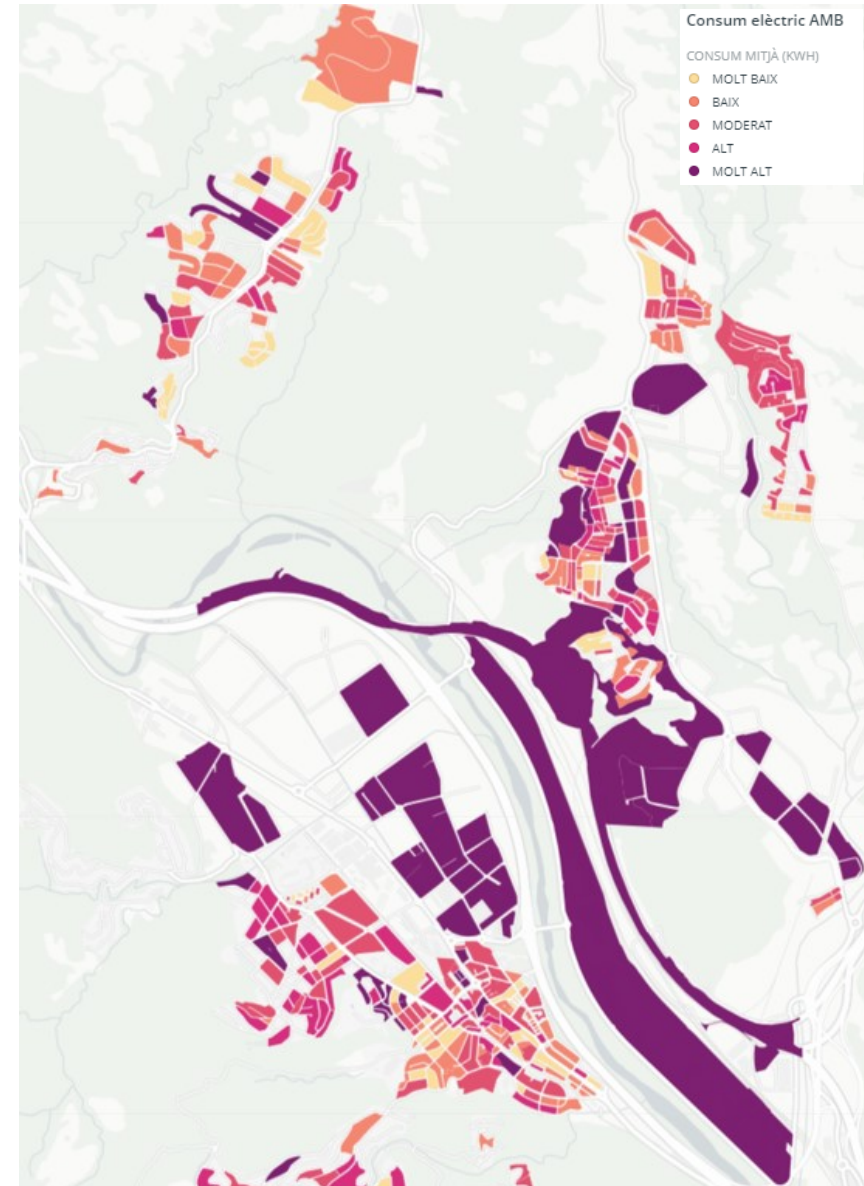 Consum elèctric AMB
CONSUM MITJÀ (KWH)
MOLT BAIX
BAIX
MODERAT
ALT
MOLT ALT